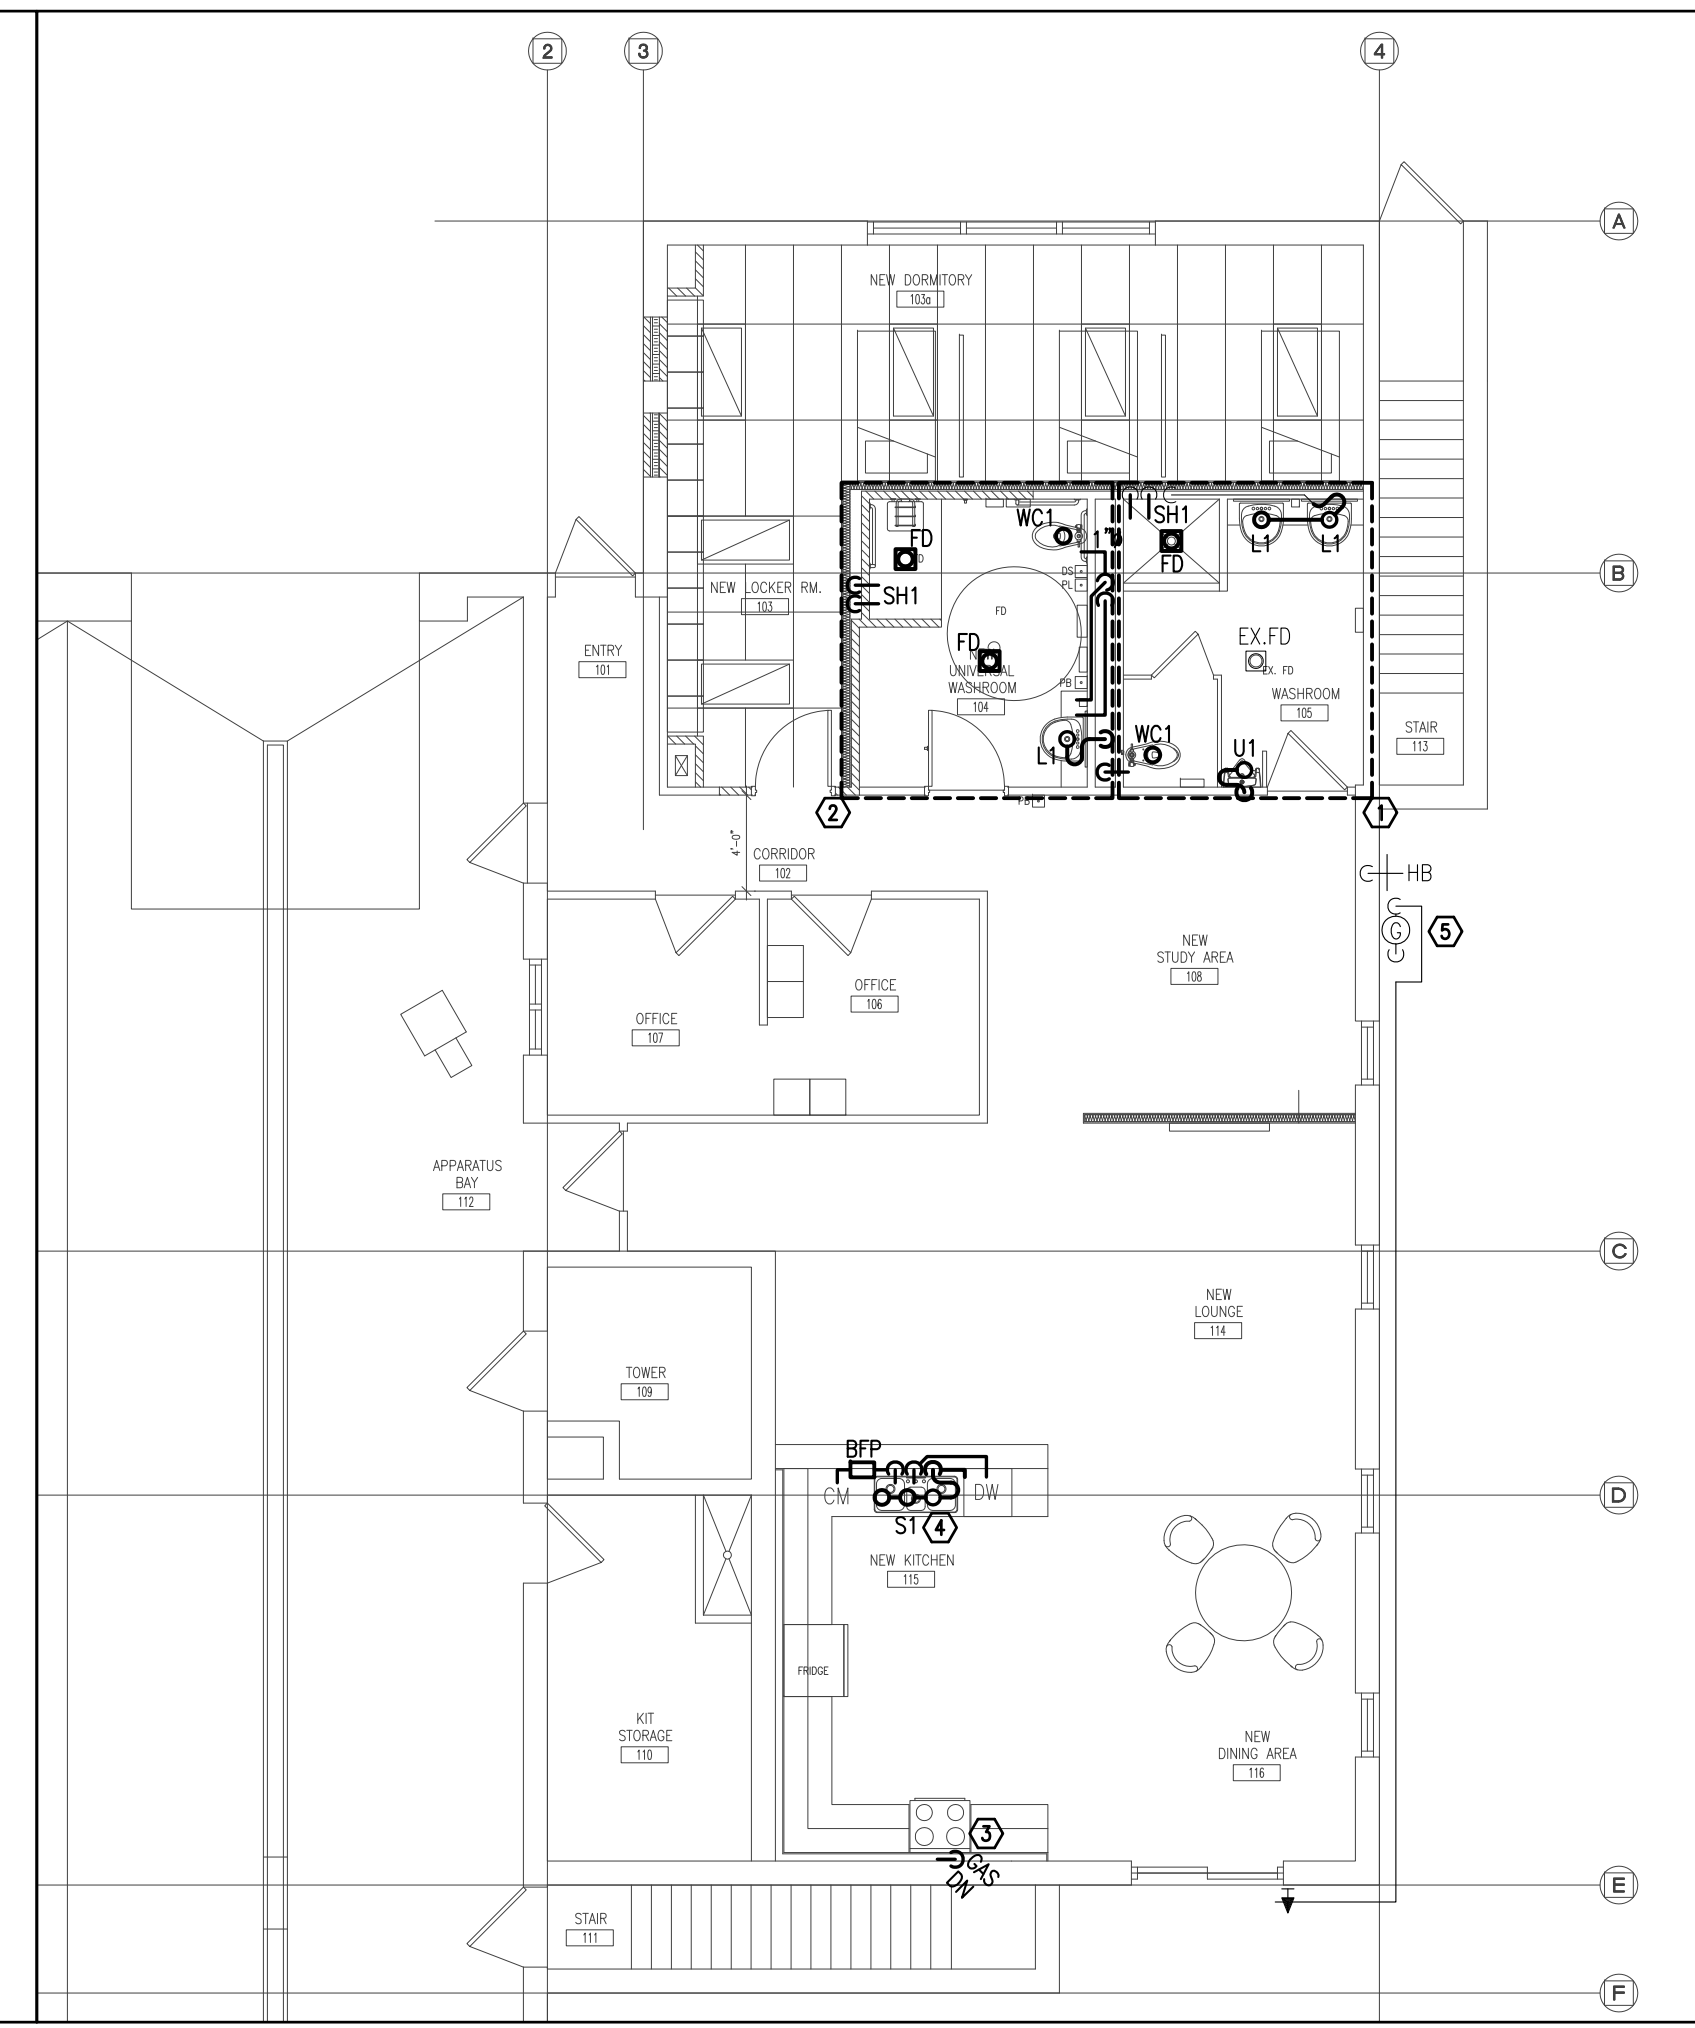 2
3
4
A
NEW DORMITORY
103a
WC1
SH1
1"ø
FD
FD
L1
L1
DS
PL
B
NEW LOCKER RM.
103
SH1
FD
FD
EX.FD
EX. FD
ENTRY
101
UNIVERSAL
WASHROOM
104
PB
WASHROOM
105
STAIR
113
L1
WC1
U1
PB
2
1
4'-0"
CORRIDOR
102
HB
G
5
NEW
STUDY AREA
108
OFFICE
106
OFFICE
107
APPARATUS
BAY
112
C
NEW
LOUNGE
114
TOWER
109
BFP
CM
DW
D
S1
4
NEW KITCHEN
115
FRIDGE
KIT
STORAGE
110
NEW
DINING AREA
116
3
GAS
DN
E
STAIR
111
F